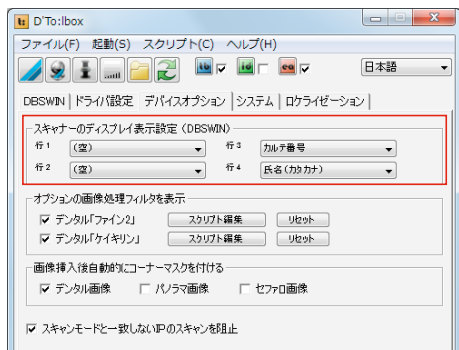 D'To:lbox
ファイル(F) 起動(S) スクリプト(C) ヘルプ(H)
日本語
DBSWIN ドライバ設定 デバイスオプション システム ロケライゼーション
スキャナーのディスプレイ表示設定 (DBSWIN)
行1 (空) 行3 カルテ番号
行2 (空) 行4 氏名(カタカナ)
オプションの画像処理フィルタを表示
デンタル「ファイン2」 スクリプト編集 リセット
デンタル「ケイキリン」 スクリプト編集 リセット
画像挿入後自動的にコーナーマスクを付ける
デンタル画像 パノラマ画像 セファロ画像
スキャンモードと一致しないIPのスキャンを阻止